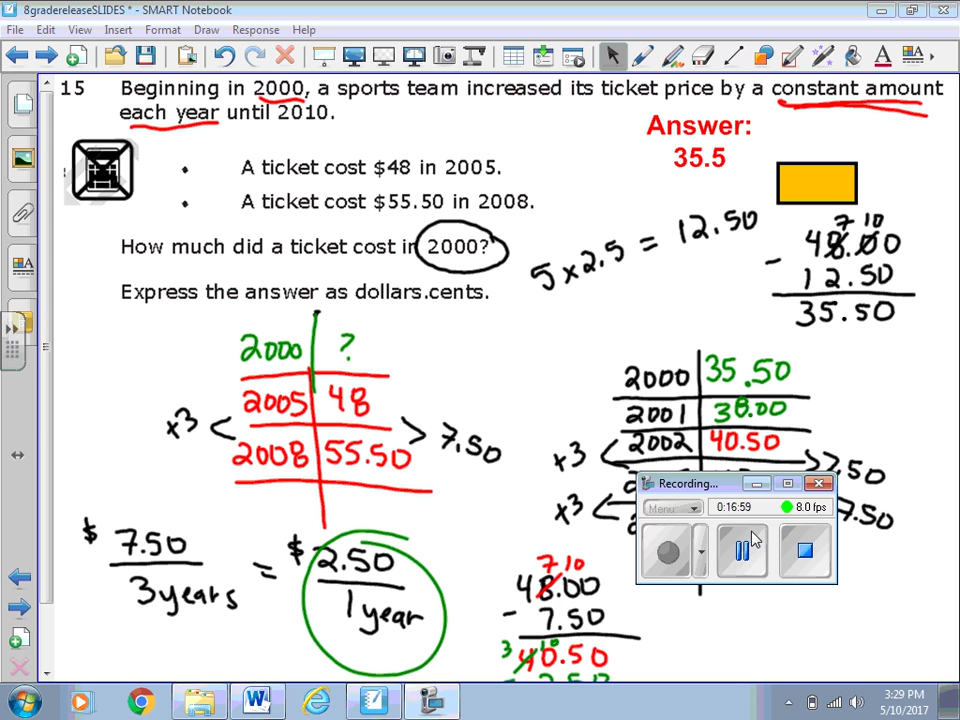 8graderelease SLIDES * - SMART Notebook
File Edit View Insert Format Draw Response Help
15 Beginning in 2000, a sports team increased its ticket price by a constant amount
each year until 2010.
Answer:
35.5
• A ticket cost $48 in 2005.
• A ticket cost $55.50 in 2008.
How much did a ticket cost in 2000?
Express the answer as dollars.cents.
5 x 2.5 = 12.50
7 10
48.00
- 12.50
35.50
2000 ?
2005 48
2008 55.50
x3
7.50
$ 7.50
3 years
=
$ 2.50
1 year
2000 35.50
2001 38.00
2002 40.50
x3
7.50
x3
7.50
7 10
48.00
- 7.50
3 10
40.50
Recording...
Menu
0:16:59
8.0 fps
3:29 PM
5/10/2017